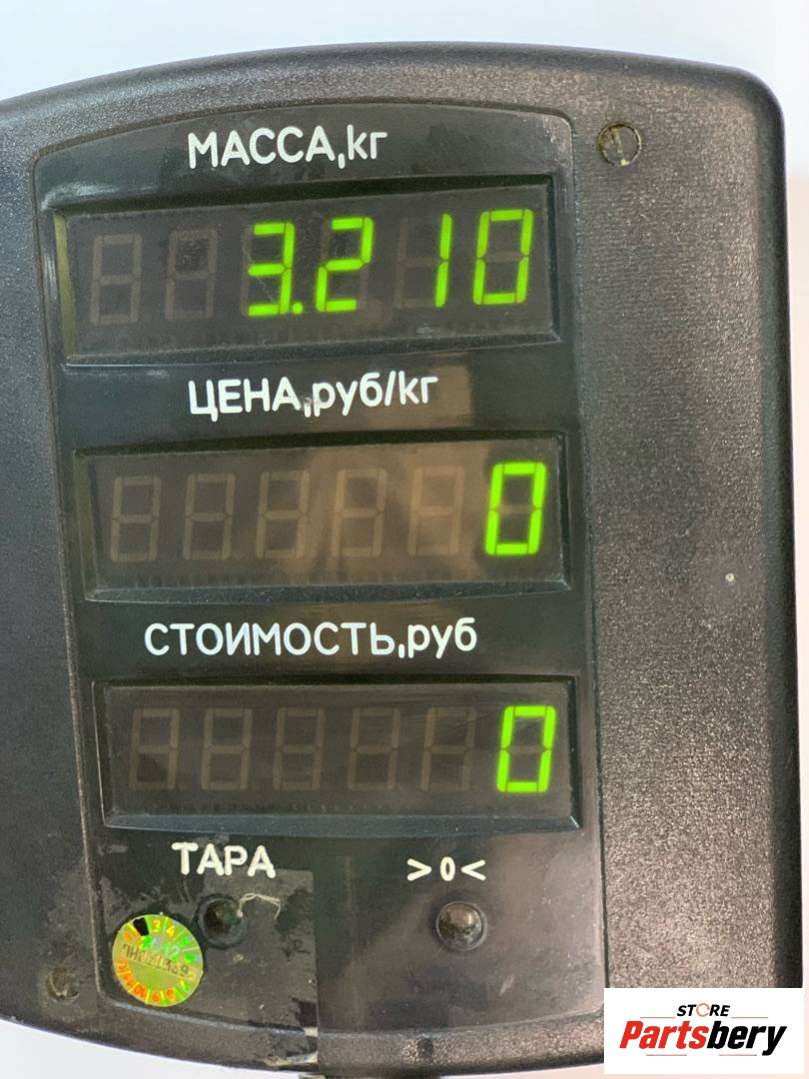 МАССА,кг
3.210
ЦЕНА,руб/кг
0
СТОИМОСТЬ,руб
0
ТАРА >0<
STORE
Partsbery